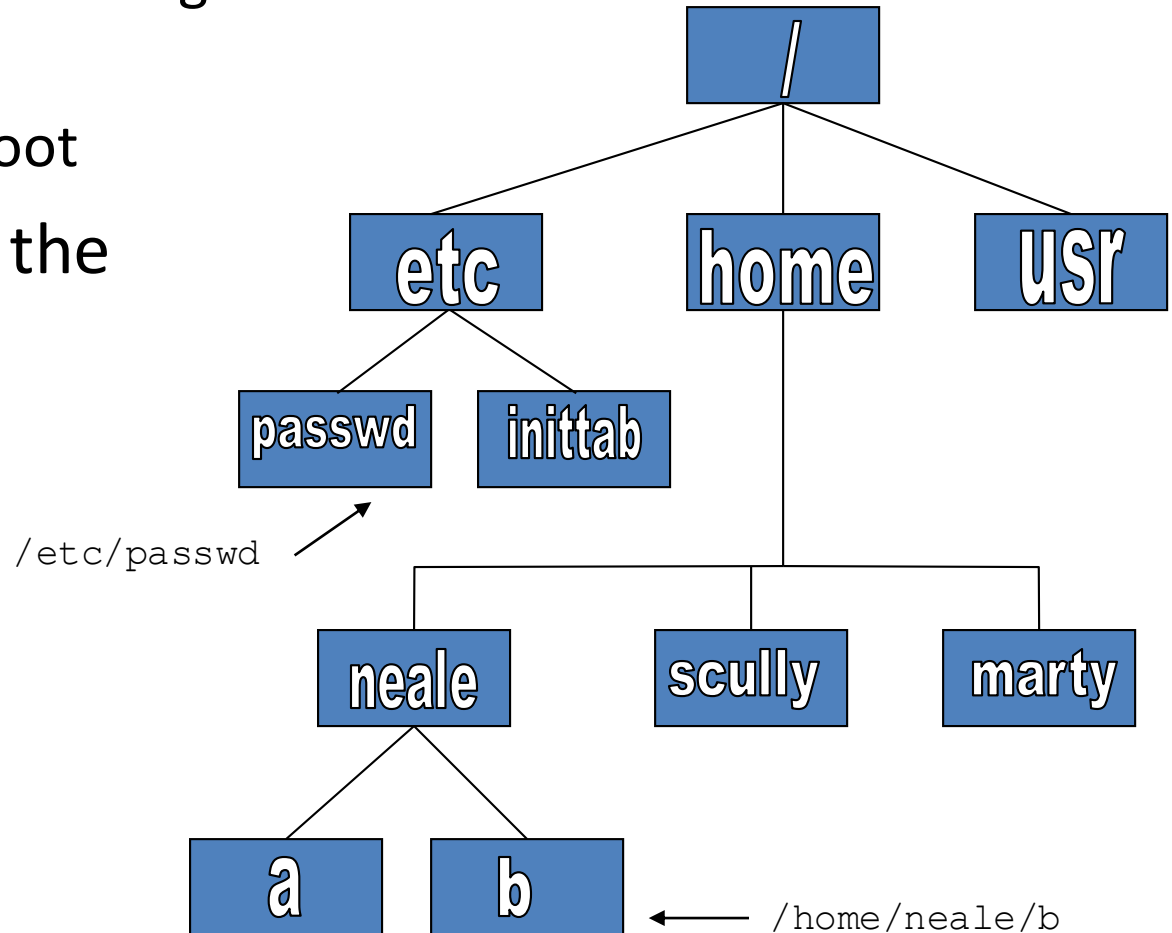 g
/
oot
the
etc home usr
passwd inittab
/etc/passwd
neale scully marty
a b
/home/neale/b